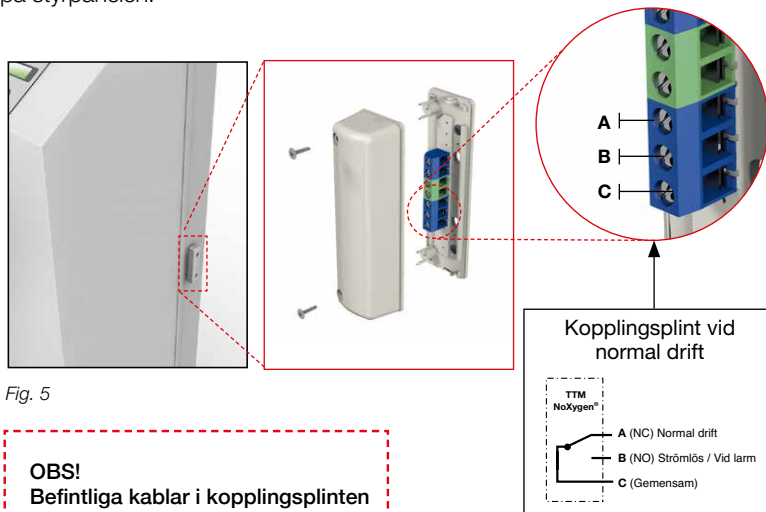 på styrpanelen.
A
B
C
Kopplingsplint vid
normal drift
TTM
NoXygen®
A (NC) Normal drift
B (NO) Strömlös / Vid larm
C (Gemensam)
Fig. 5
OBS!
Befintliga kablar i kopplingsplinten